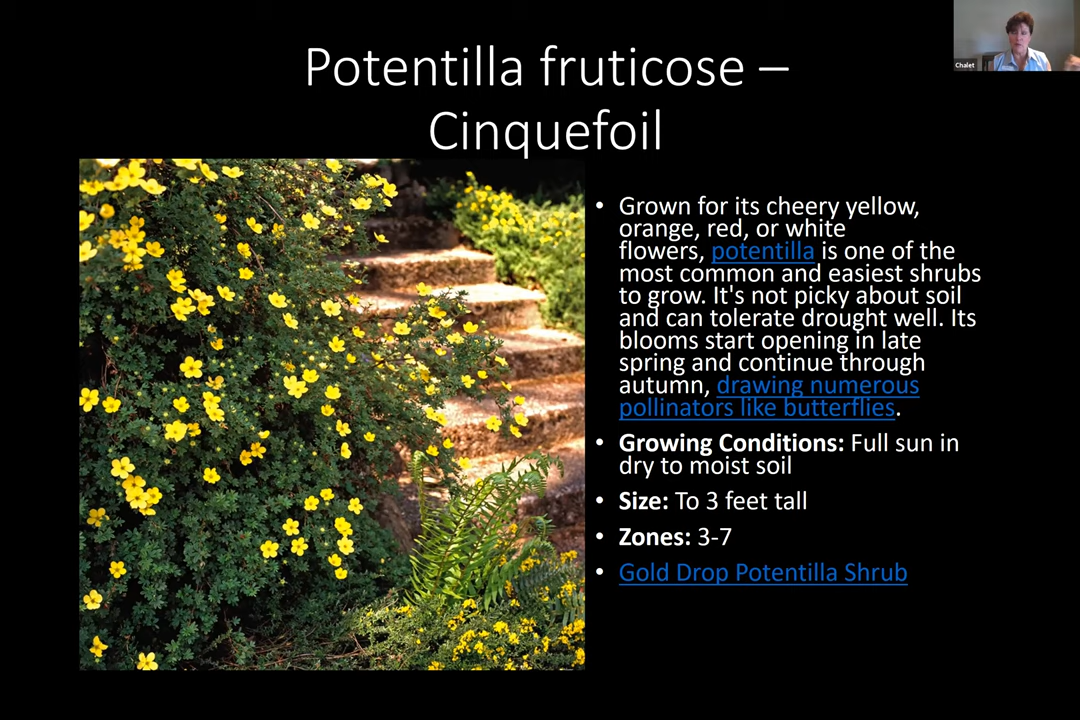 Potentilla fruticose –
Cinquefoil
Chalet
• Grown for its cheery yellow,
orange, red, or white
flowers, potentilla is one of the
most common and easiest shrubs
to grow. It's not picky about soil
and can tolerate drought well. Its
blooms start opening in late
spring and continue through
autumn, drawing numerous
pollinators like butterflies.
• Growing Conditions: Full sun in
dry to moist soil
• Size: To 3 feet tall
• Zones: 3-7
• Gold Drop Potentilla Shrub